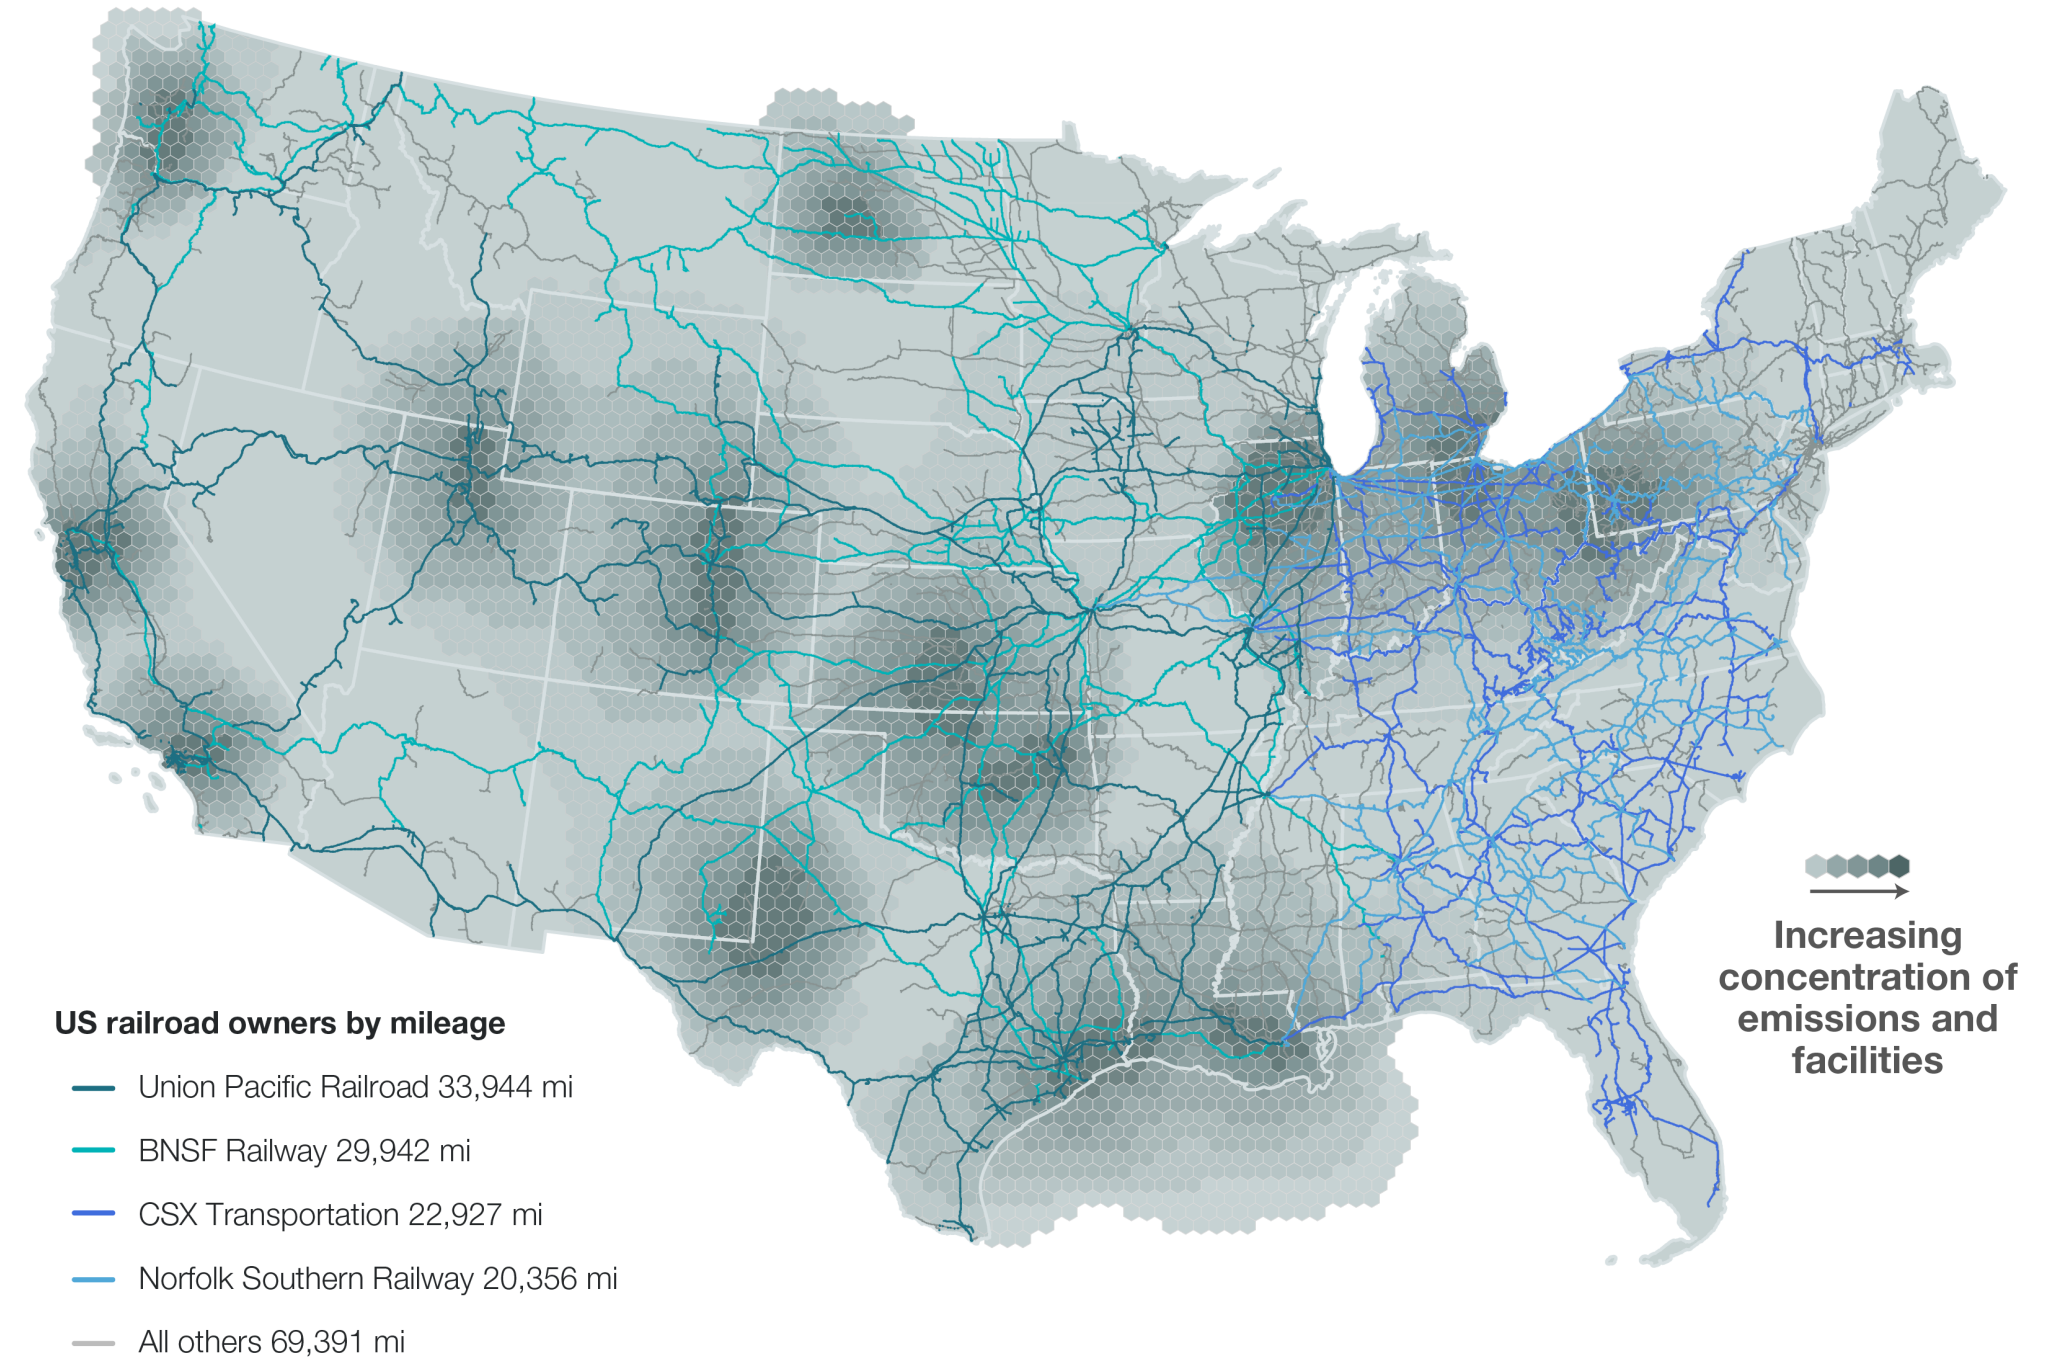 Increasing
concentration of
emissions and
facilities
US railroad owners by mileage
Union Pacific Railroad 33,944 mi
BNSF Railway 29,942 mi
CSX Transportation 22,927 mi
Norfolk Southern Railway 20,356 mi
All others 69,391 mi